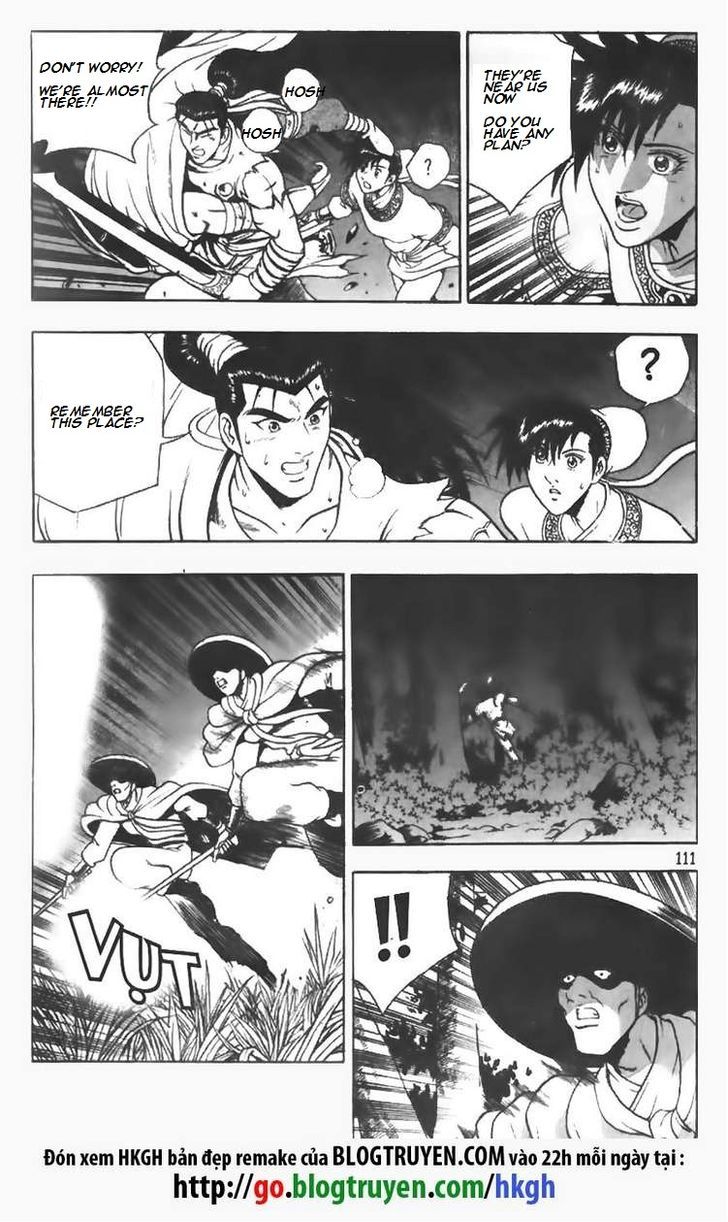 DON'T WORRY!
WE'RE ALMOST
THERE!!
HOSH
HOSH
?
THEY'RE
NEAR US
NOW
DO YOU
HAVE ANY
PLAN?
REMEMBER
THIS PLACE?
?
VỤT
111
!!
Đón xem HKGH bản đẹp remake của BLOGTRUYEN.COM vào 22h mỗi ngày tại :
http://go.blogtruyen.com/hkgh